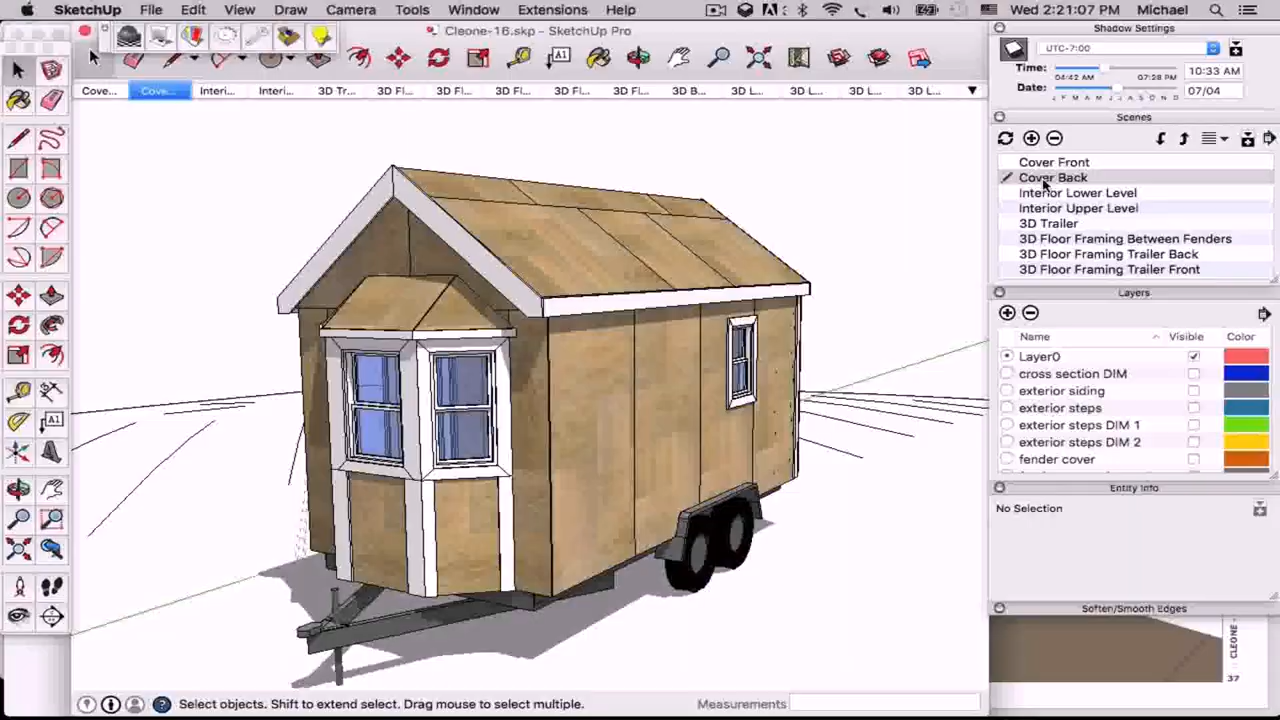 SketchUp File Edit View Draw Camera Tools Window Extensions Help Wed 2:21:07 PM Michael
Cleone-16.skp - SketchUp Pro
A1
Cove... Cove... Interi... Interi... 3D Tr... 3D Fl... 3D Fl... 3D Fl... 3D Fl... 3D Fl... 3D B... 3D L... 3D L... 3D L... 3D L...
A1
Shadow Settings
UTC-7:00
Time: 04:42 AM 07:28 PM 10:33 AM
Date: J F M A M J J A S O N D 07/04
Scenes
Cover Front
Cover Back
Interior Lower Level
Interior Upper Level
3D Trailer
3D Floor Framing Between Fenders
3D Floor Framing Trailer Back
3D Floor Framing Trailer Front
Layers
Name Visible Color
Layer0
cross section DIM
exterior siding
exterior steps
exterior steps DIM 1
exterior steps DIM 2
fender cover
Entity Info
No Selection
Soften/Smooth Edges
CLEONE -
37
Select objects. Shift to extend select. Drag mouse to select multiple. Measurements